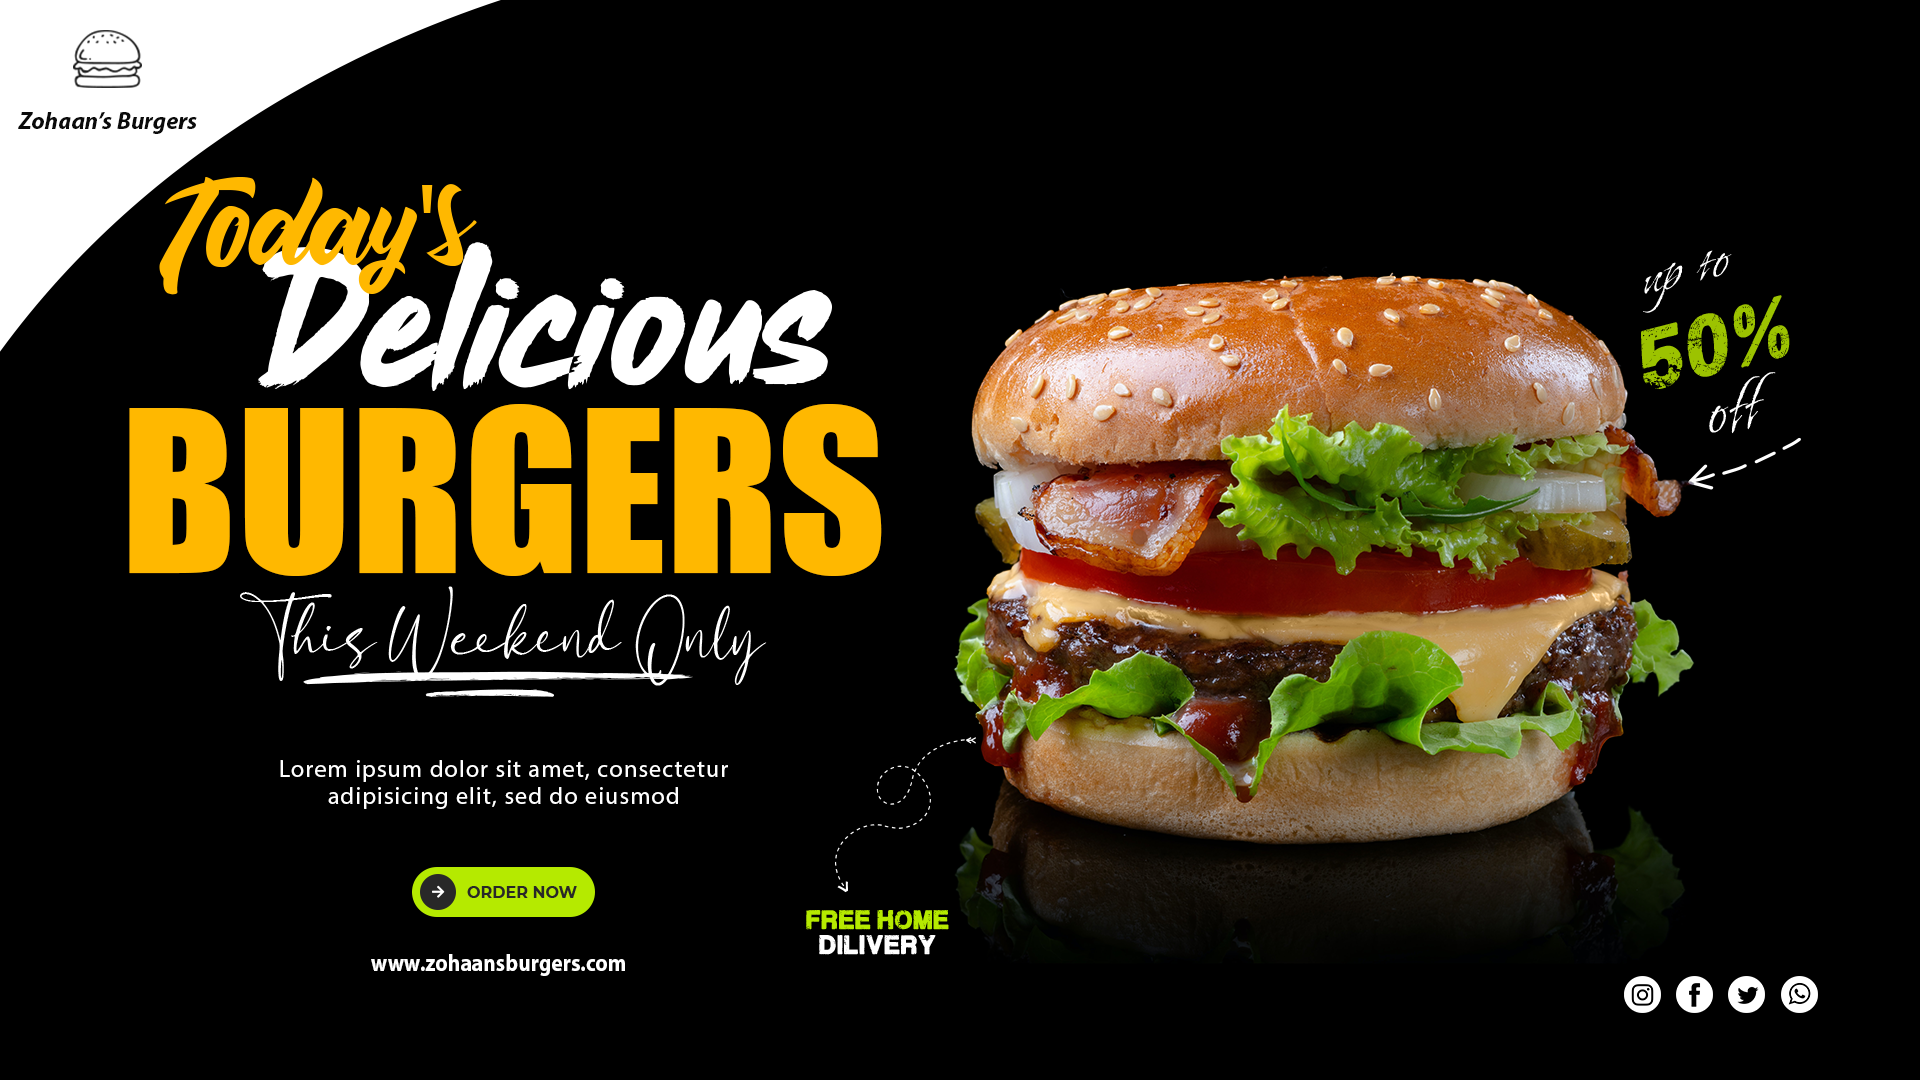 Zohaan’s Burgers
Today's
Delicious
BURGERS
This Weekend Only
Lorem ipsum dolor sit amet, consectetur
adipisicing elit, sed do eiusmod
ORDER NOW
www.zohaansburgers.com
FREE HOME
DILIVERY
up to
50%
off